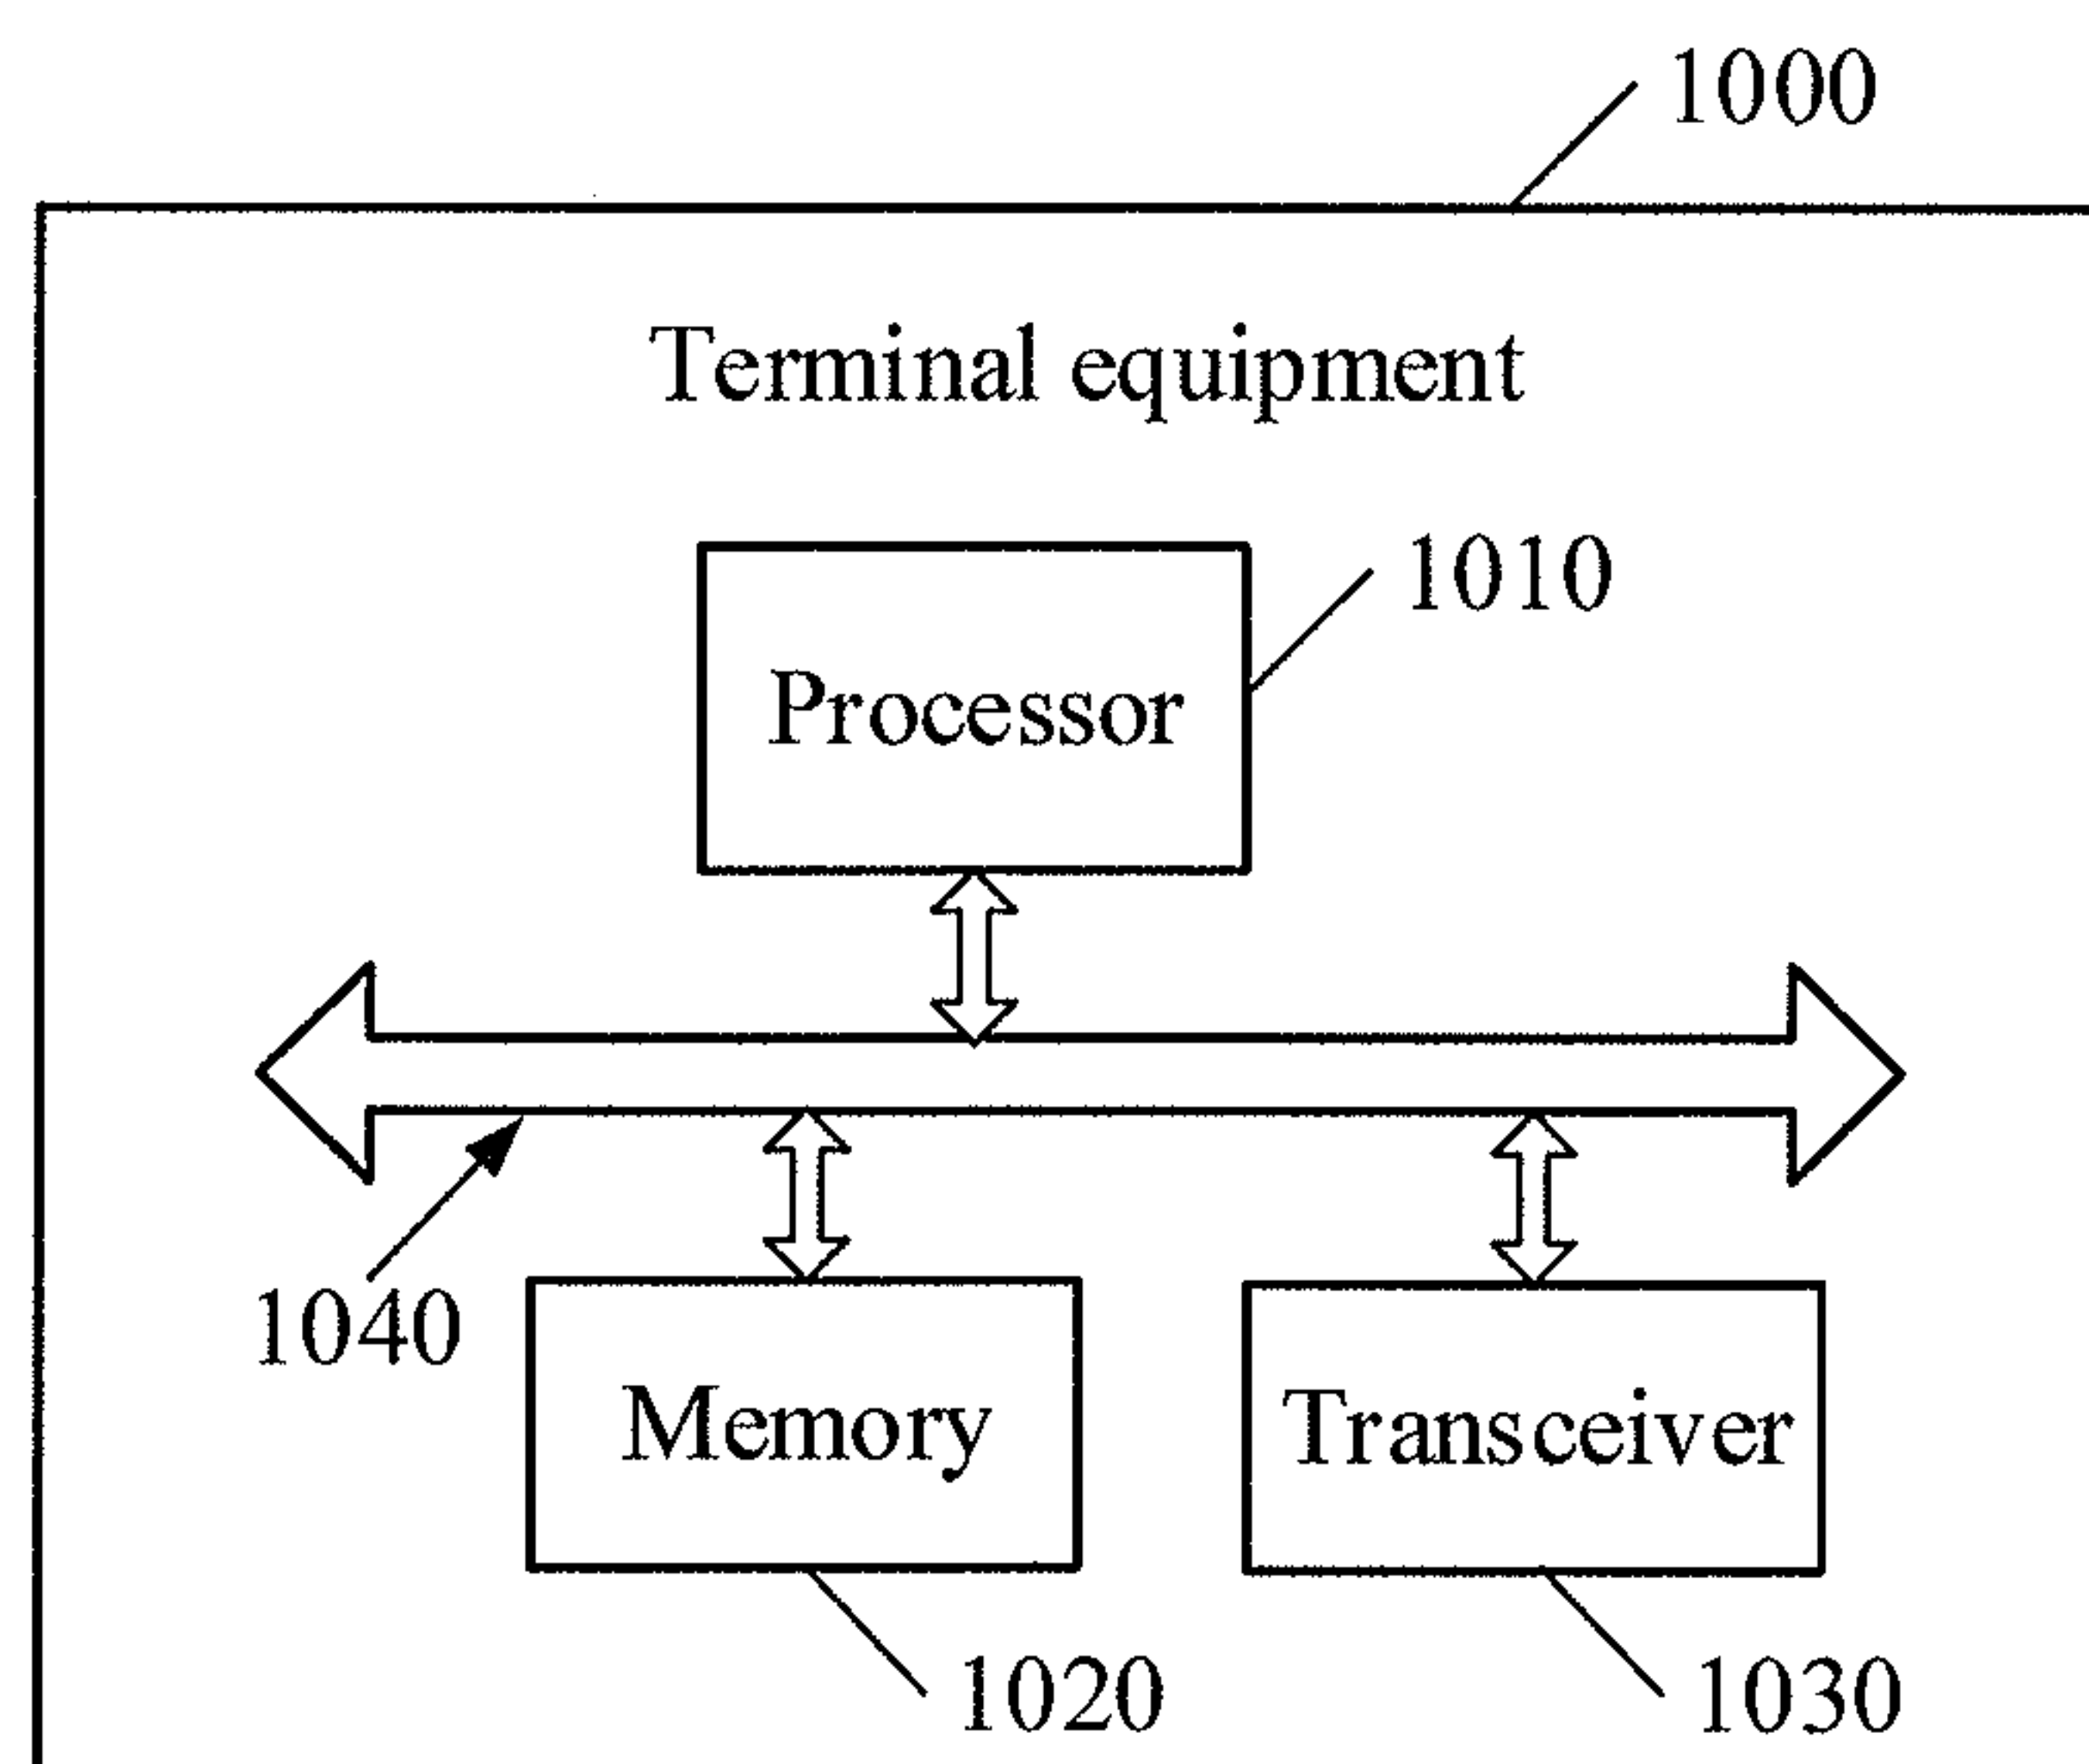 1000
Terminal equipment
1010
Processor
1040
Memory
Transceiver
1020
1030